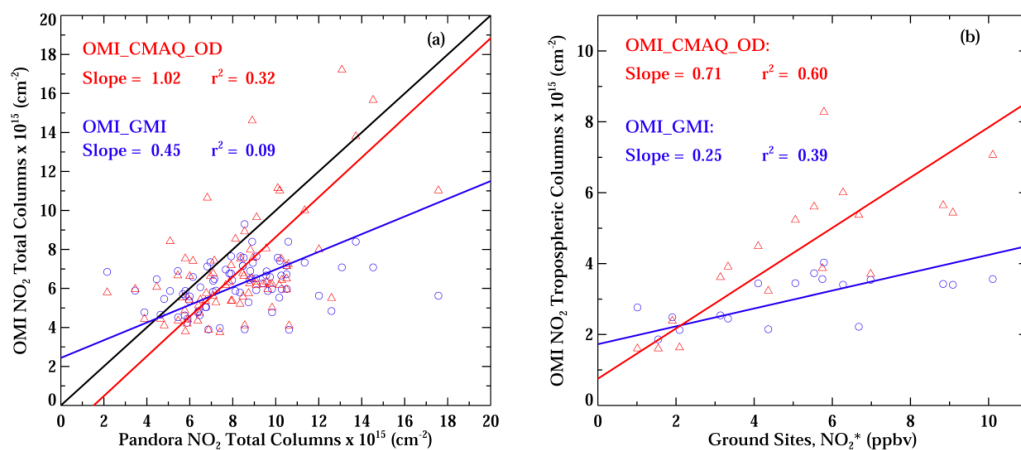 (a)
OMI_CMAQ_OD
Slope = 1.02 r² = 0.32
OMI_GMI
Slope = 0.45 r² = 0.09
OMI NO₂ Total Columns x 10¹⁵ (cm⁻²)
20
18
16
14
12
10
8
6
4
2
0
0 2 4 6 8 10 12 14 16 18 20
Pandora NO₂ Total Columns x 10¹⁵ (cm⁻²)
(b)
OMI_CMAQ_OD:
Slope = 0.71 r² = 0.60
OMI_GMI:
Slope = 0.25 r² = 0.39
OMI NO₂ Tropospheric Columns x 10¹⁵ (cm⁻²)
10
8
6
4
2
0
0 2 4 6 8 10
Ground Sites, NO₂* (ppbv)